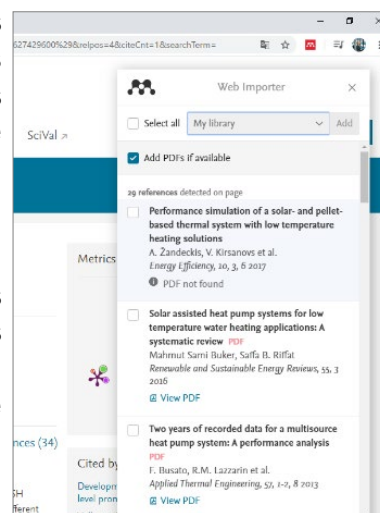 627429600%29&relpos=4&citeCnt=1&searchTerm=
SciVal
Web Importer
Select all
My library
Add
Add PDFs if available
29 references detected on page
Performance simulation of a solar- and pellet-
based thermal system with low temperature
heating solutions
A. Žandeckis, V. Kirsanovs et al.
Energy Efficiency, 10, 3, 6 2017
PDF not found
Metrics
Solar assisted heat pump systems for low
temperature water heating applications: A
systematic review PDF
Mahmut Sami Buker, Saffa B. Riffat
Renewable and Sustainable Energy Reviews, 55, 3
2016
View PDF
Two years of recorded data for a multisource
heat pump system: A performance analysis
PDF
F. Busato, R.M. Lazzarin et al.
Applied Thermal Engineering, 57, 1-2, 8 2013
View PDF
nces (34)
Cited by
Developm
level pron
SH
fferent